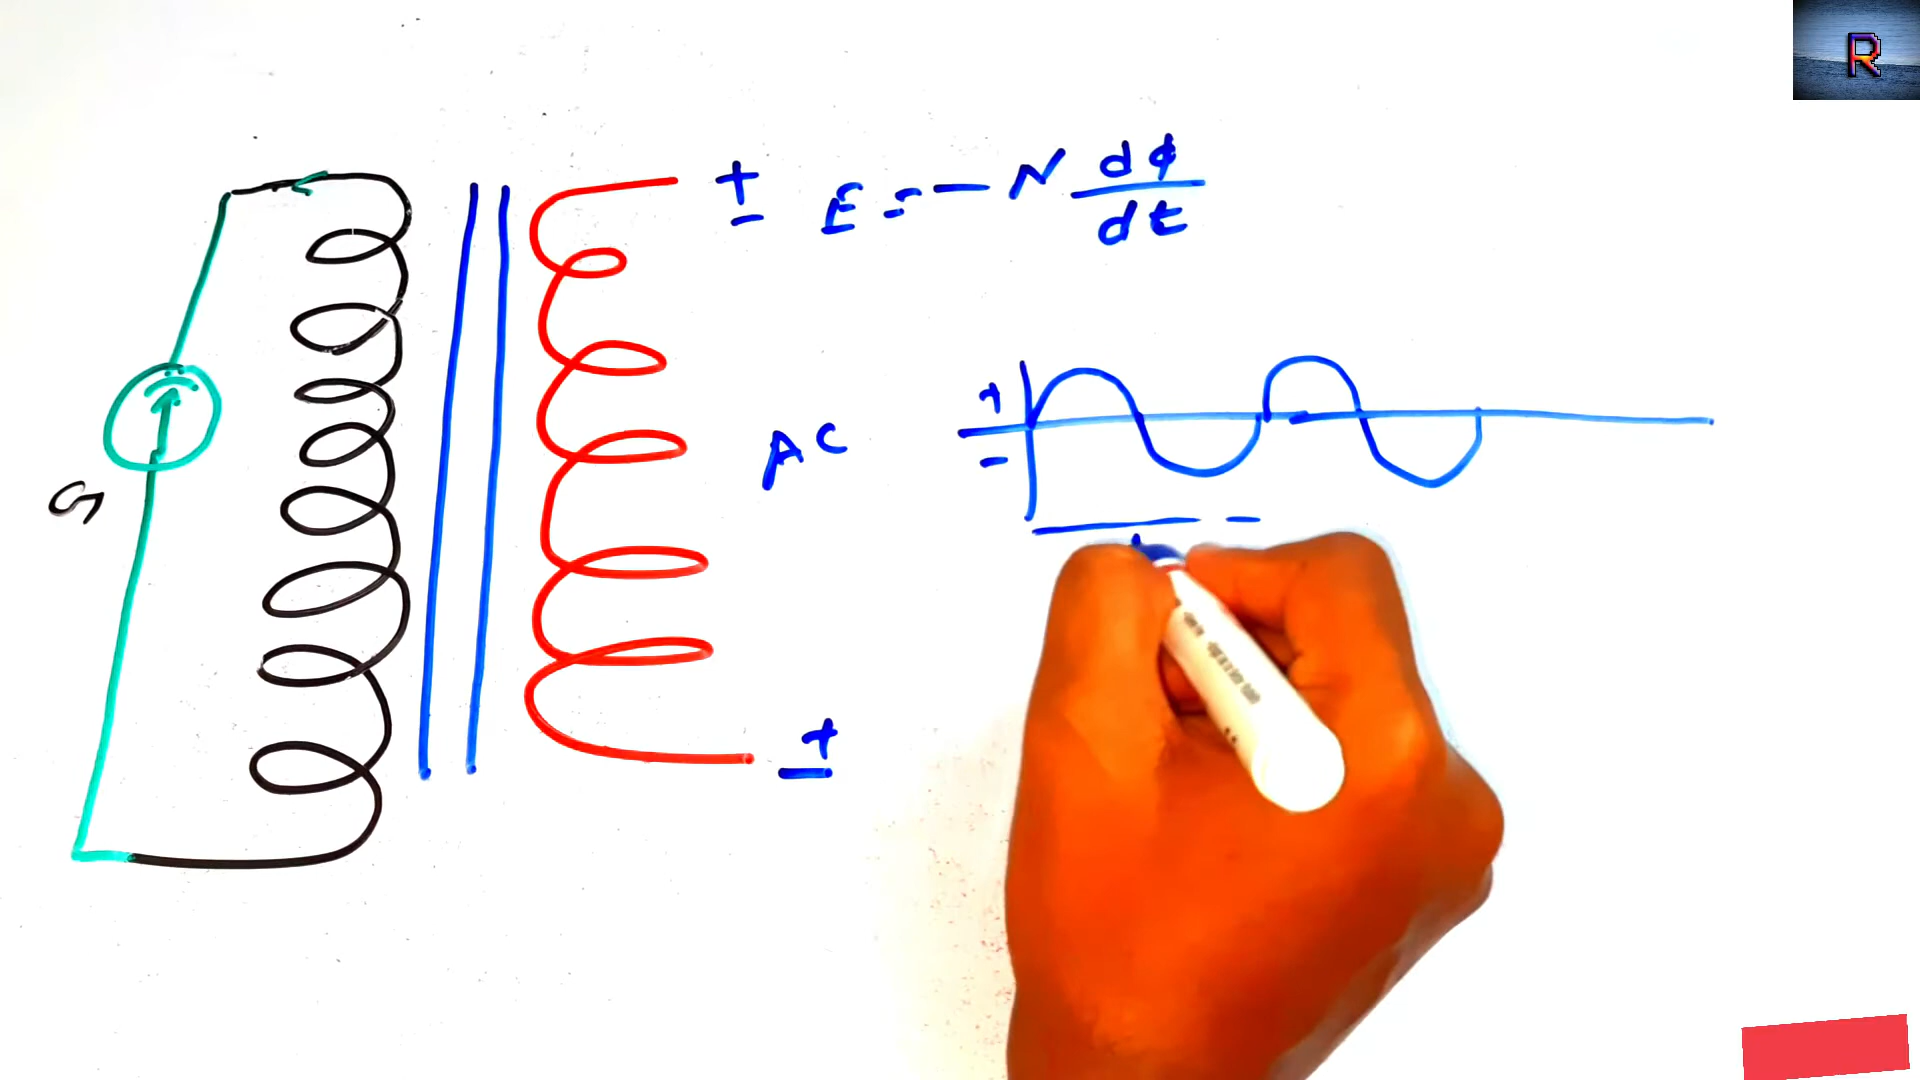 +
-
E = - N dφ/dt
+
-
AC
G
+
-
R